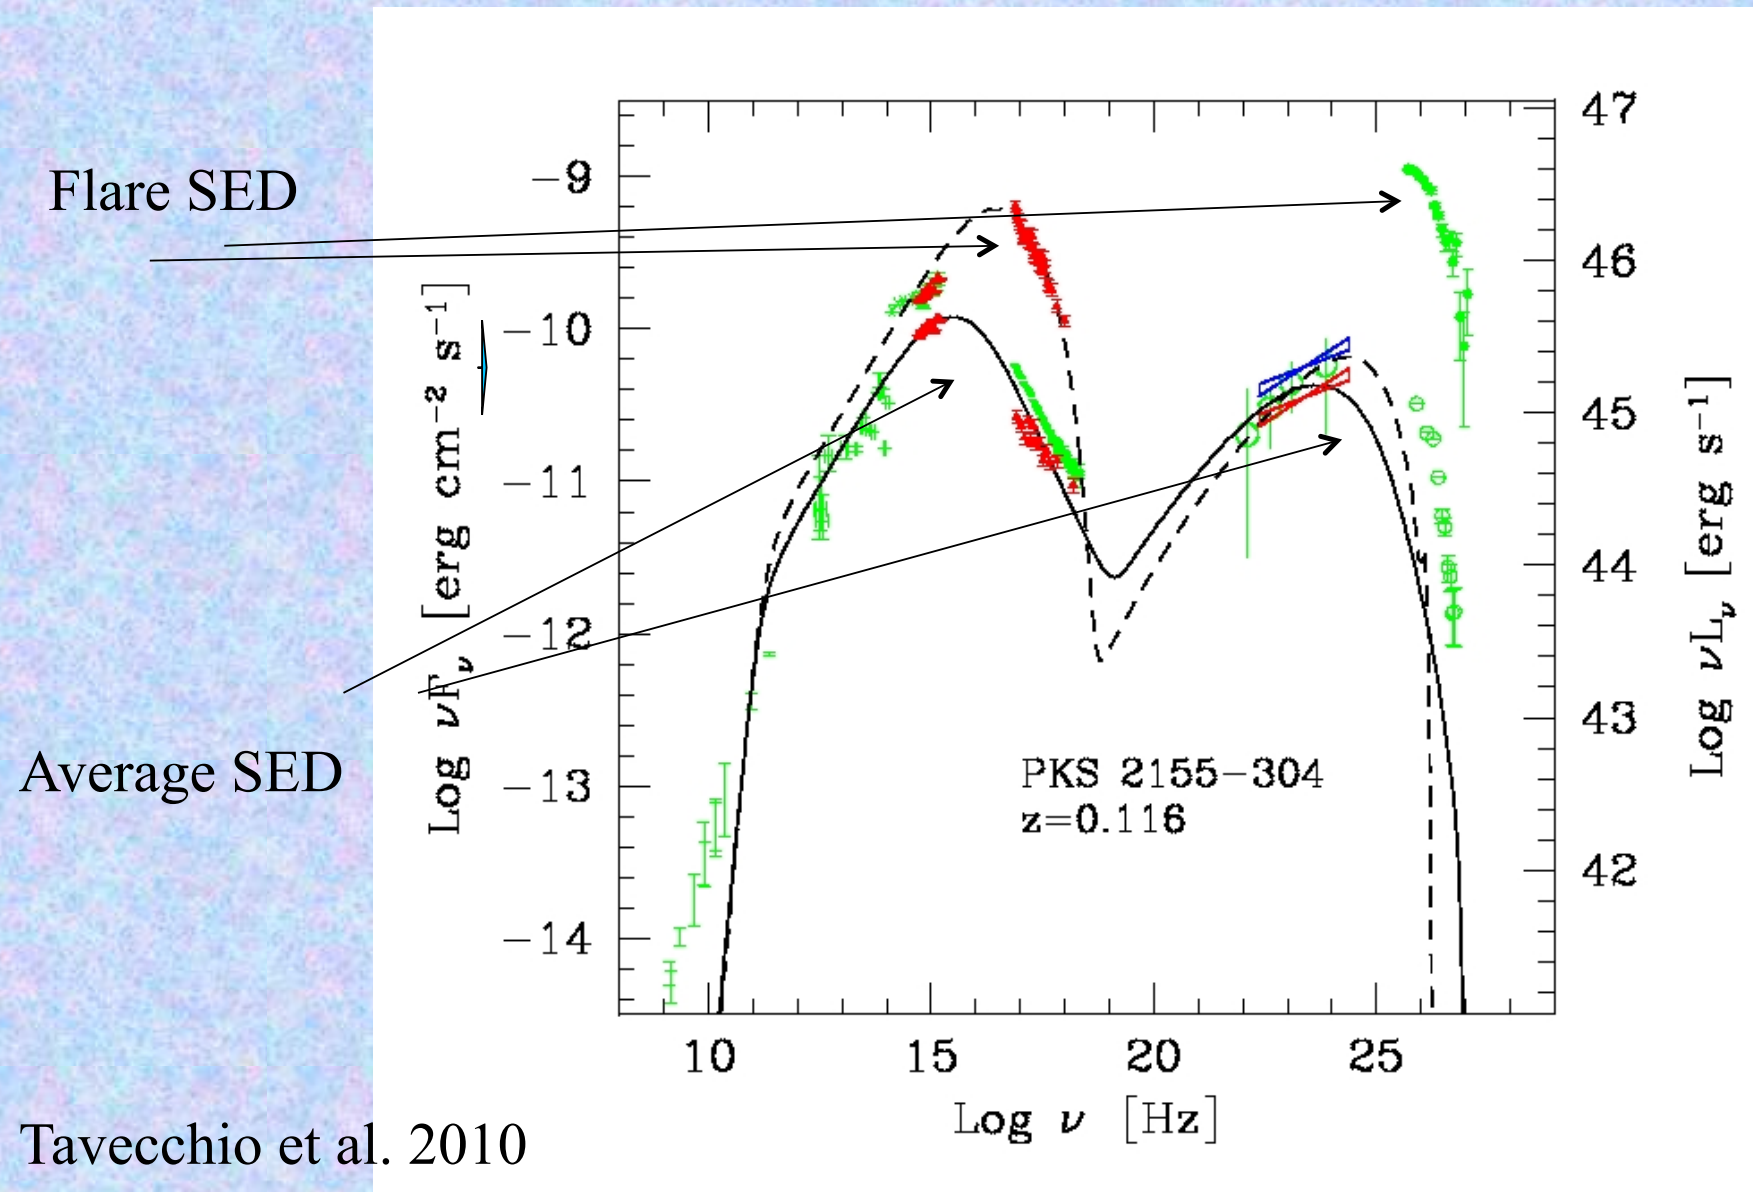 Flare SED
Average SED
Tavecchio et al. 2010
Log νFν [erg cm−2 s−1]
−9
−10
−11
−12
−13
−14
47
46
45
44
43
42
Log νLν [erg s−1]
PKS 2155−304
z=0.116
10 15 20 25
Log ν [Hz]